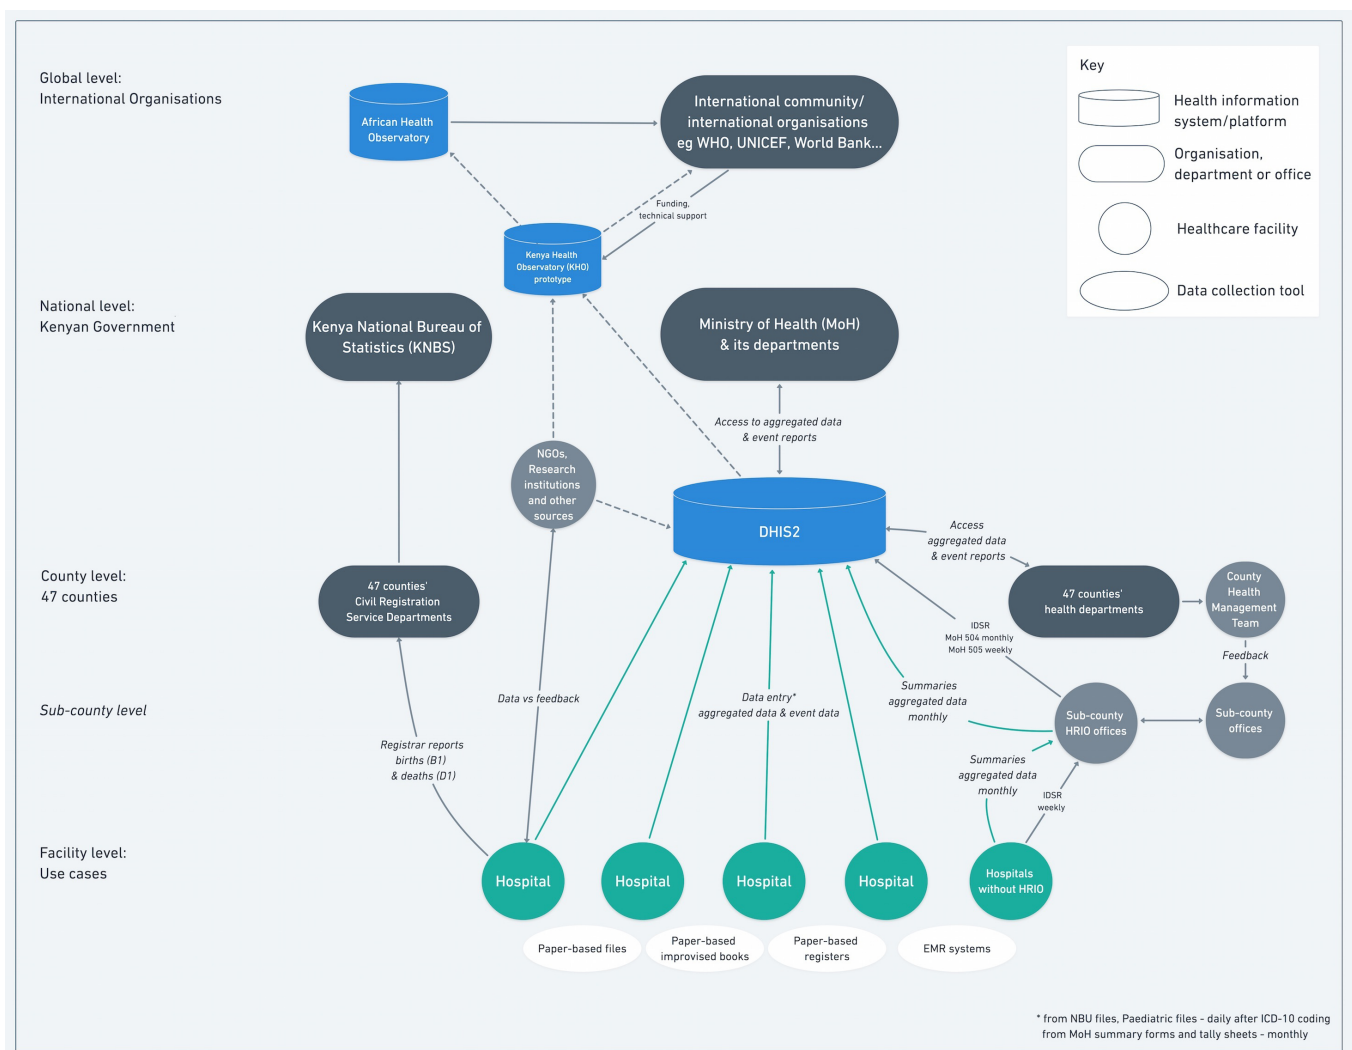 Global level:
International Organisations
African Health
Observatory
International community/
international organisations
eg WHO, UNICEF, World Bank...
Key
Health information
system/platform
Organisation,
department or office
Healthcare facility
Data collection tool
Funding,
technical support
Kenya Health
Observatory (KHO)
prototype
National level:
Kenyan Government
Kenya National Bureau of
Statistics (KNBS)
Ministry of Health (MoH)
& its departments
Access to aggregated data
& event reports
NGOs,
Research
institutions
and other
sources
DHIS2
Access
aggregated data
& event reports
County level:
47 counties
47 counties'
Civil Registration
Service Departments
47 counties'
health departments
County
Health
Management
Team
IDSR
MoH 504 monthly
MoH 505 weekly
Feedback
Sub-county level
Data vs feedback
Data entry*
aggregated data & event data
Summaries
aggregated data
monthly
Sub-county
HRIO offices
Sub-county
offices
Registrar reports
births (B1)
& deaths (D1)
Summaries
aggregated data
monthly
IDSR
weekly
Facility level:
Use cases
Hospital
Hospital
Hospital
Hospital
Hospitals
without HRIO
Paper-based files
Paper-based
improvised books
Paper-based
registers
EMR systems
* from NBU files, Paediatric files - daily after ICD-10 coding
from MoH summary forms and tally sheets - monthly